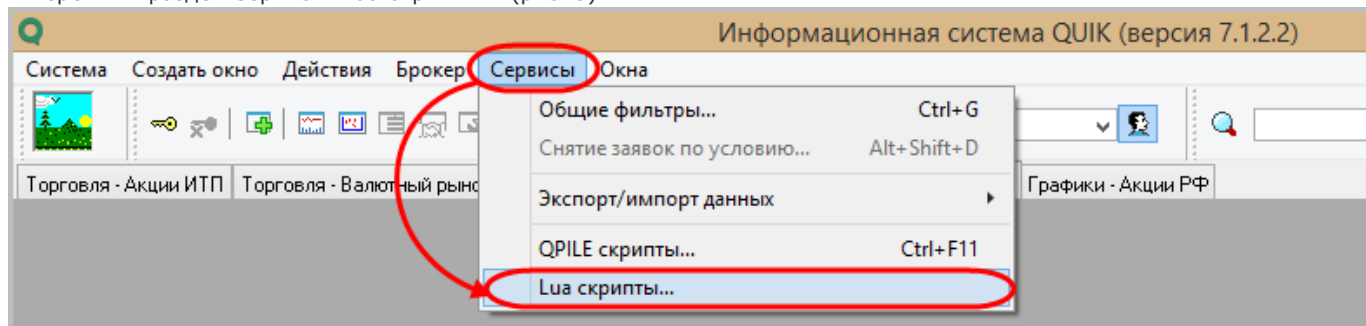 Информационная система QUIK (версия 7.1.2.2)
Система Создать окно Действия Брокер Сервисы Окна
Общие фильтры... Ctrl+G
Снятие заявок по условию... Alt+Shift+D
Торговля - Акции ИТП Торговля - Валютный Графики - Акции РФ
Экспорт/импорт данных
QPILE скрипты... Ctrl+F11
Lua скрипты...